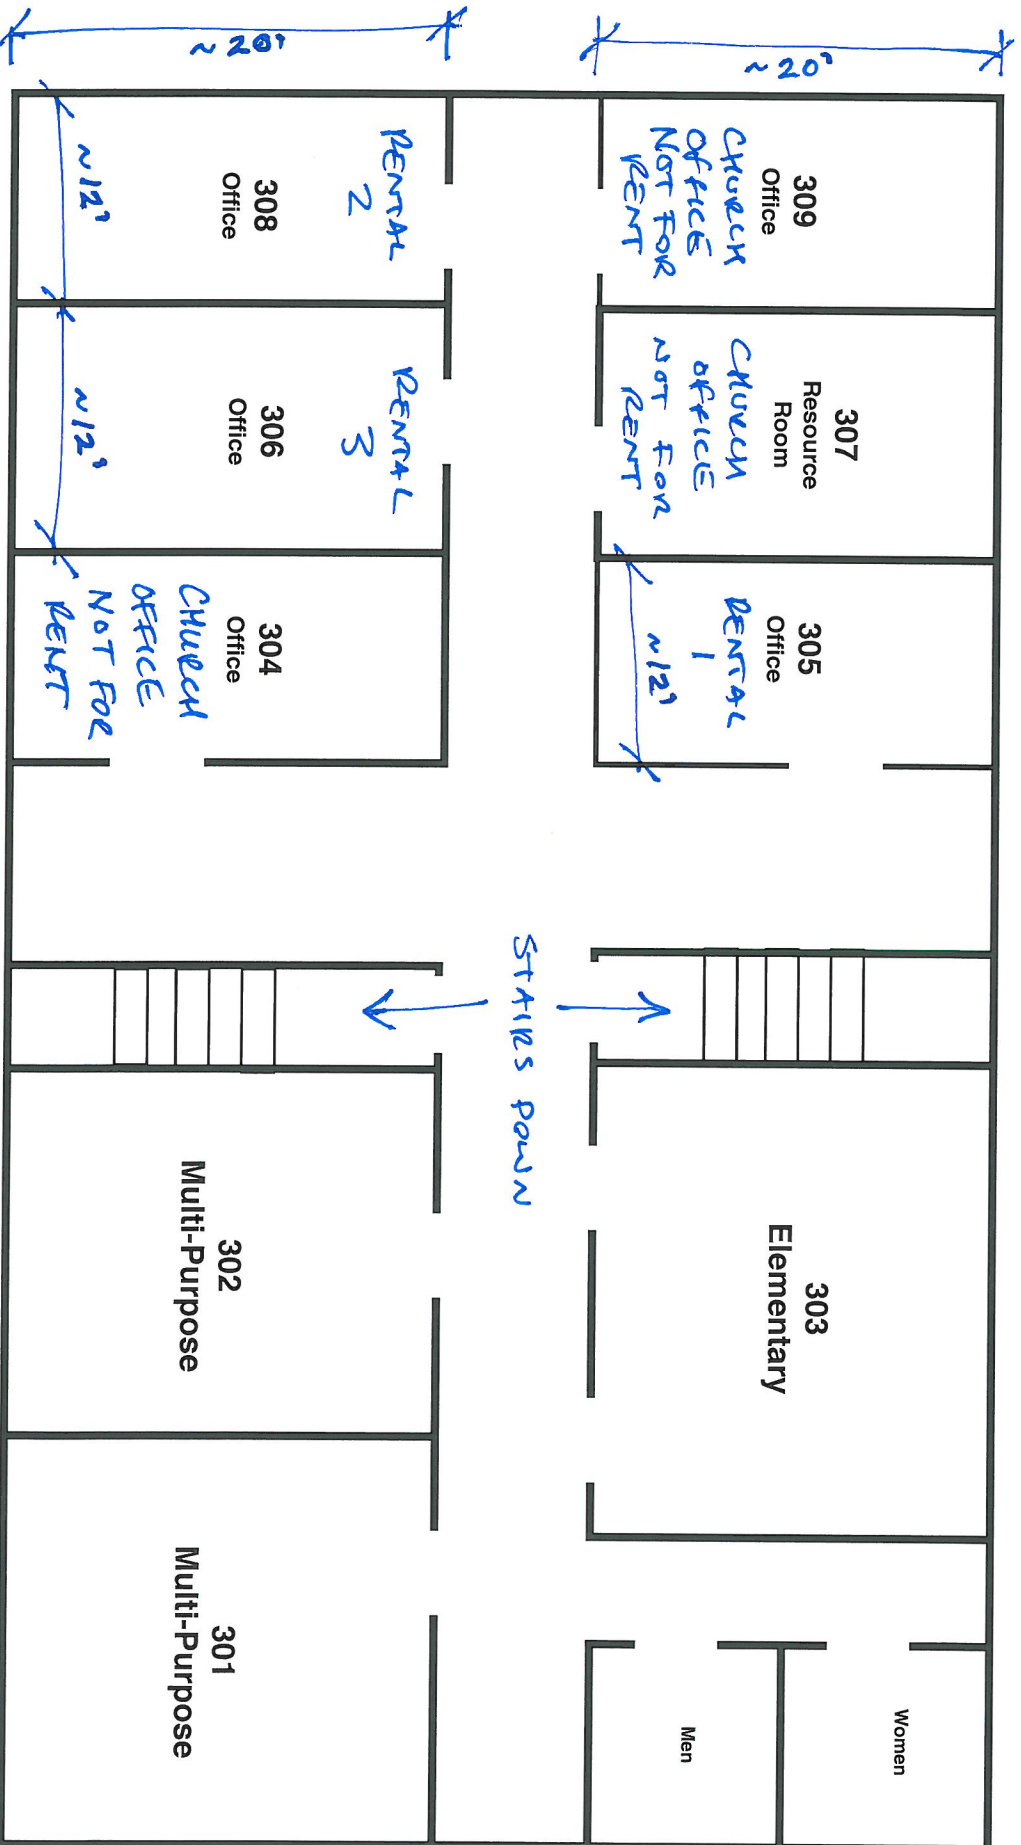 ~20'
~20'
309
Office
CHURCH
OFFICE
NOT FOR
RENT
307
Resource
Room
CHURCH
OFFICE
NOT FOR
RENT
305
Office
RENTAL
1
~12'
303
Elementary
Women
Men
STAIRS DOWN
RENTAL
2
308
Office
~12'
RENTAL
3
306
Office
~12'
304
Office
CHURCH
OFFICE
NOT FOR
RENT
302
Multi-Purpose
301
Multi-Purpose